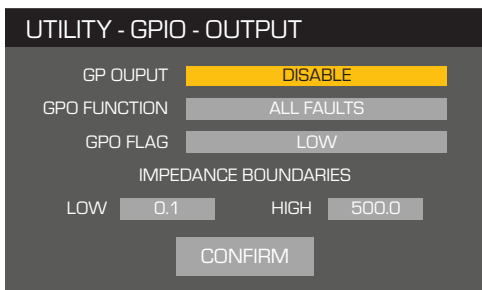 UTILITY - GPIO - OUTPUT
GP OUPUT DISABLE
GPO FUNCTION ALL FAULTS
GPO FLAG LOW
IMPEDANCE BOUNDARIES
LOW 0.1 HIGH 500.0
CONFIRM